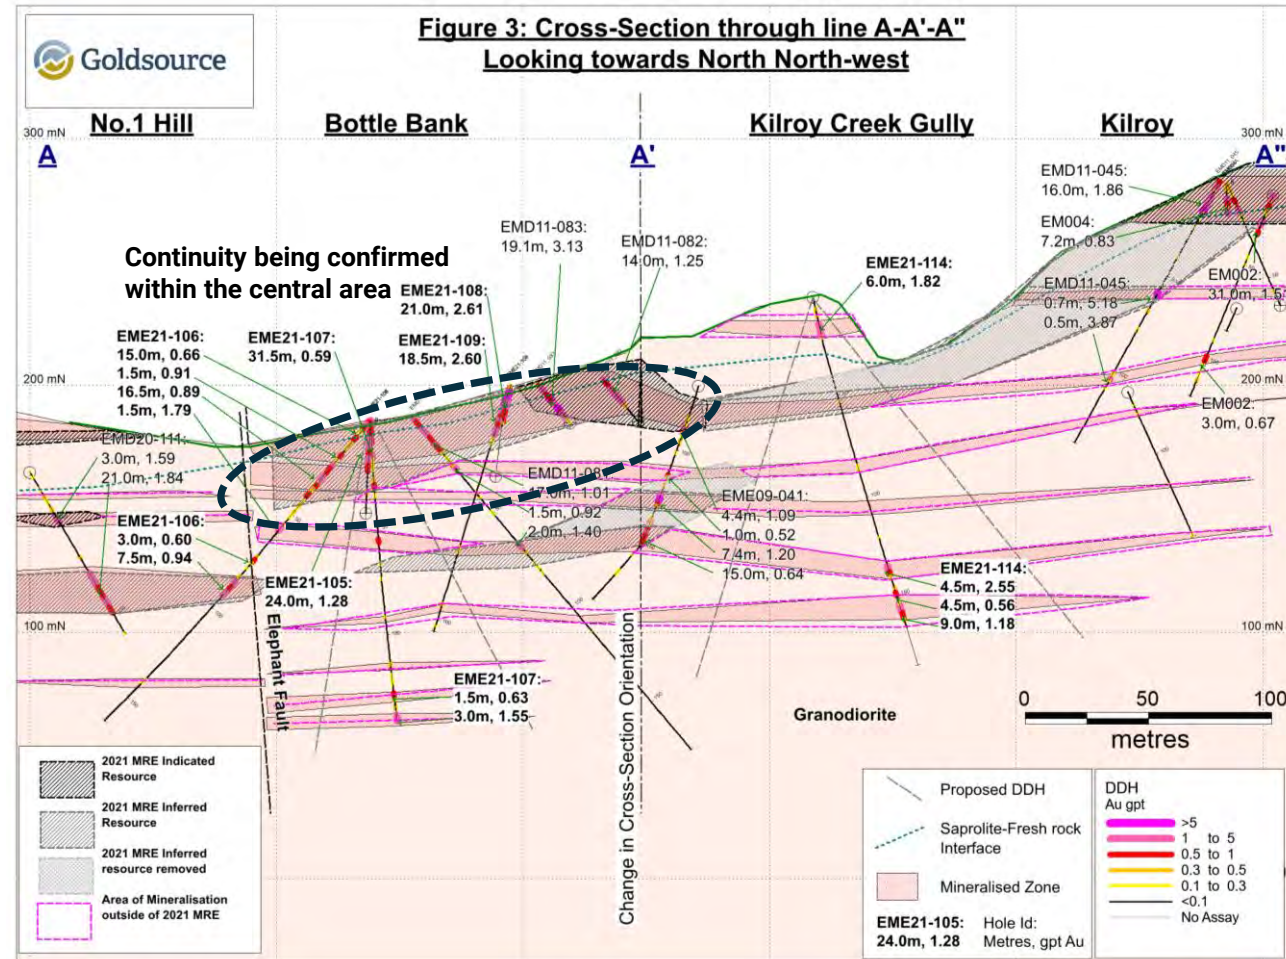 Figure 3: Cross-Section through line A-A'-A"
Looking towards North North-west
Goldsource
No.1 Hill
Bottle Bank
Kilroy Creek Gully
Kilroy
300 mN
300 mN
A
A'
A"
EMD11-045:
16.0m, 1.86
EM004:
7.2m, 0.83
EMD11-083:
19.1m, 3.13
EMD11-082:
14.0m, 1.25
Continuity being confirmed
within the central area
EME21-114:
6.0m, 1.82
EMD11-045:
0.7m, 5.18
0.5m, 3.87
EM002:
EME21-108:
21.0m, 2.61
EME21-109:
18.5m, 2.60
EME21-106:
15.0m, 0.66
1.5m, 0.91
16.5m, 0.89
1.5m, 1.79
EME21-107:
31.5m, 0.59
200 mN
200 mN
EM002:
3.0m, 0.67
EMD20-111:
3.0m, 1.59
21.0m, 1.84
17.0m, 1.01
1.5m, 0.92
2.0m, 1.40
EME09-041:
4.4m, 1.09
1.0m, 0.52
7.4m, 1.20
15.0m, 0.64
EME21-106:
3.0m, 0.60
7.5m, 0.94
EME21-105:
24.0m, 1.28
EME21-114:
4.5m, 2.55
4.5m, 0.56
9.0m, 1.18
100 mN
100 mN
Elephant Fault
Change in Cross-Section Orientation
EME21-107:
1.5m, 0.63
3.0m, 1.55
Granodiorite
0 50 100
metres
2021 MRE Indicated
Resource
2021 MRE Inferred
Resource
2021 MRE Inferred
resource removed
Area of Mineralisation
outside of 2021 MRE
Proposed DDH
Saprolite-Fresh rock
Interface
Mineralised Zone
EME21-105: Hole Id:
24.0m, 1.28 Metres, gpt Au
DDH
Au gpt
>5
1 to 5
0.5 to 1
0.3 to 0.5
0.1 to 0.3
<0.1
No Assay